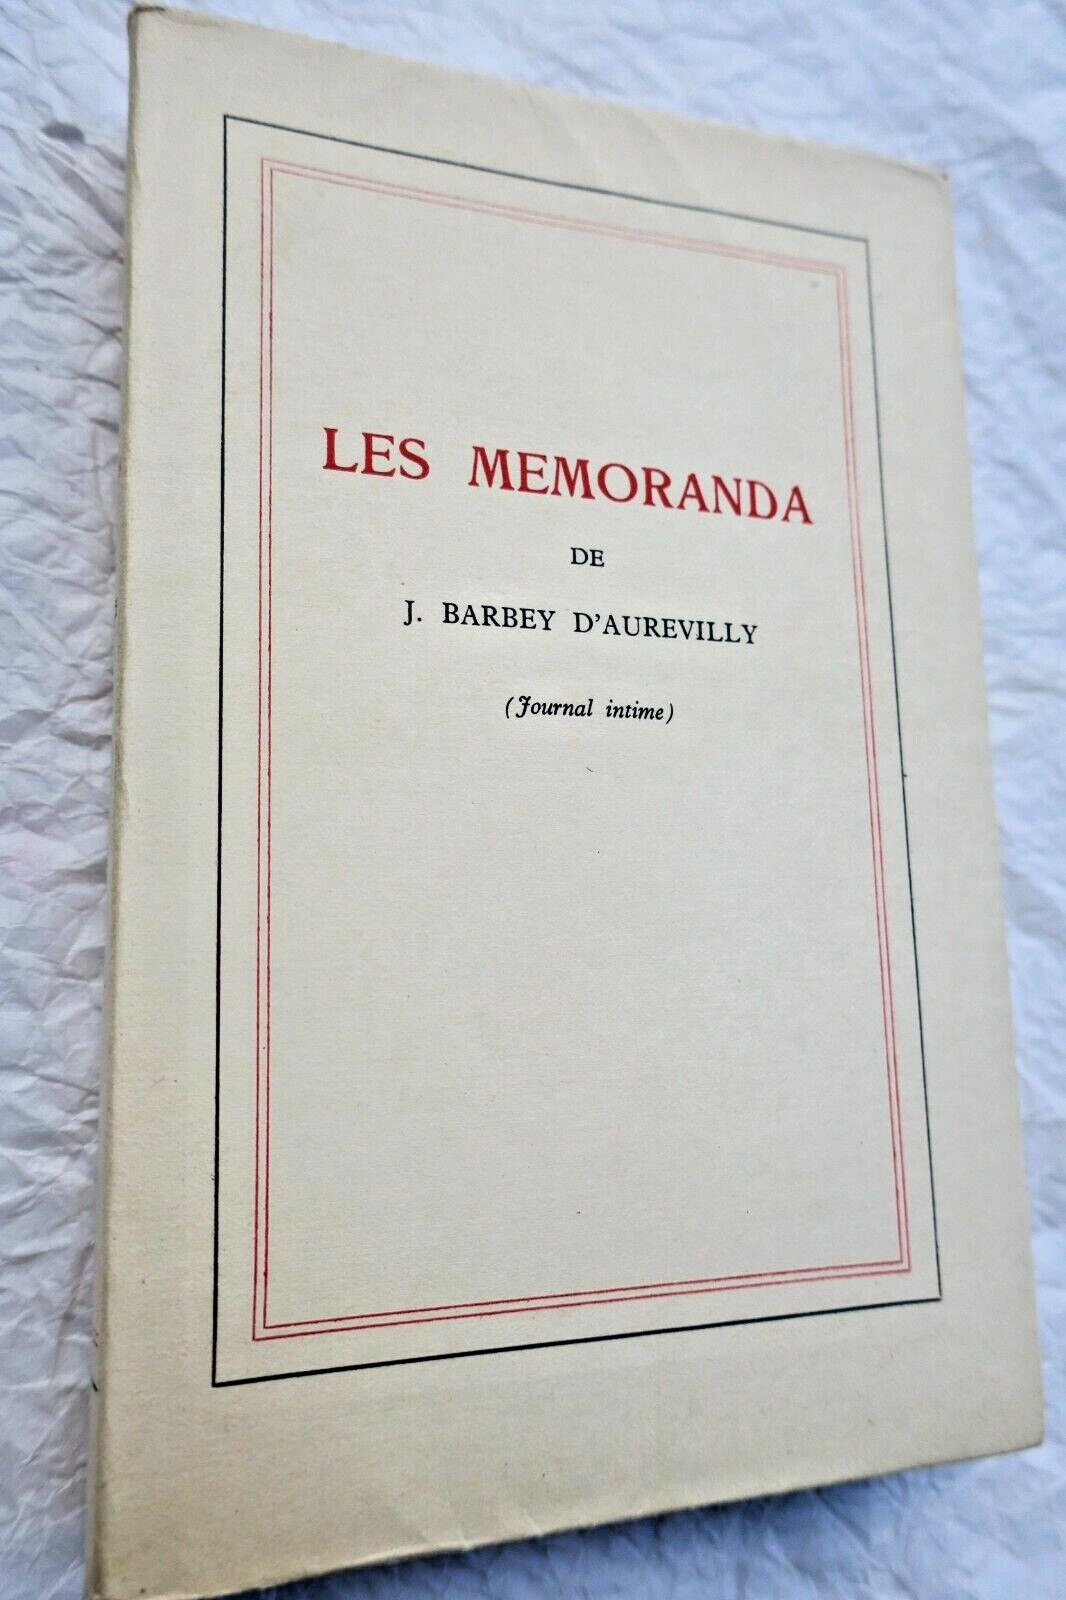 LES MEMORANDA
DE
J. BARBEY D'AUREVILLY
(Journal intime)